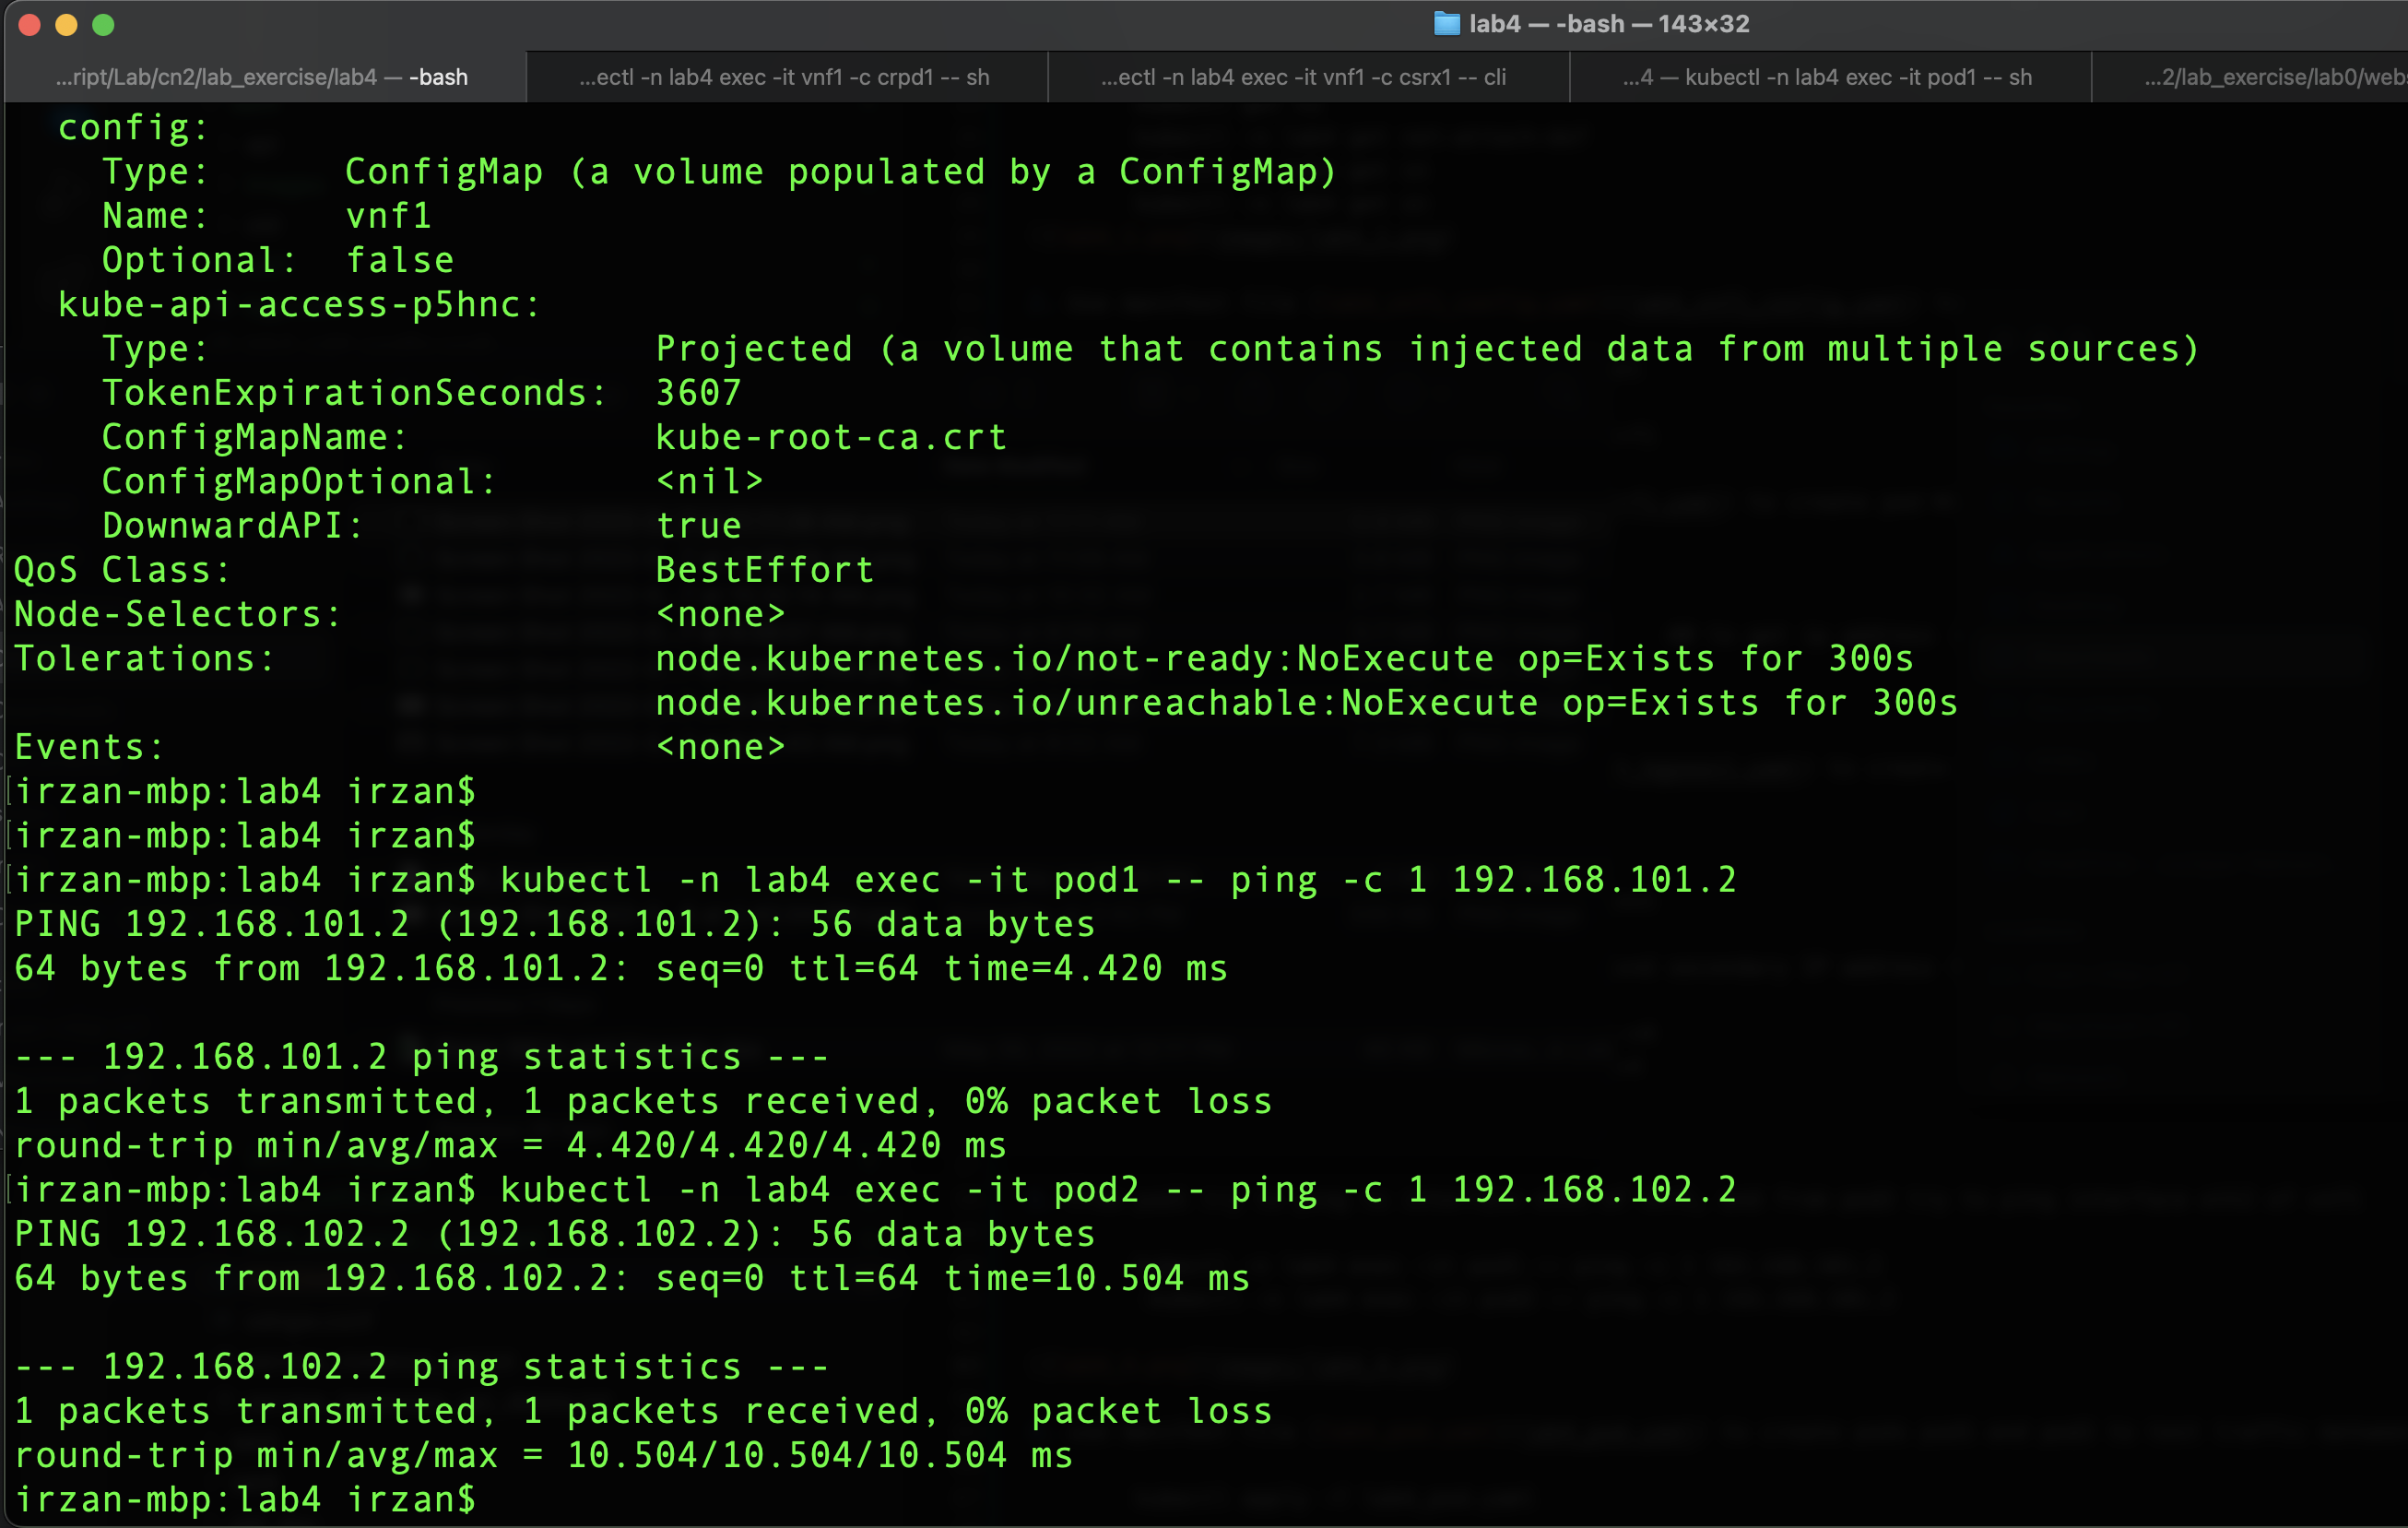 lab4 — -bash — 143×32
...ript/Lab/cn2/lab_exercise/lab4 — -bash
...ectl -n lab4 exec -it vnf1 -c crpd1 -- sh
...ectl -n lab4 exec -it vnf1 -c csrx1 -- cli
...4 — kubectl -n lab4 exec -it pod1 -- sh
...2/lab_exercise/lab0/webs
config:
Type: ConfigMap (a volume populated by a ConfigMap)
Name: vnf1
Optional: false
kube-api-access-p5hnc:
Type: Projected (a volume that contains injected data from multiple sources)
TokenExpirationSeconds: 3607
ConfigMapName: kube-root-ca.crt
ConfigMapOptional: <nil>
DownwardAPI: true
QoS Class: BestEffort
Node-Selectors: <none>
Tolerations: node.kubernetes.io/not-ready:NoExecute op=Exists for 300s
node.kubernetes.io/unreachable:NoExecute op=Exists for 300s
Events: <none>
[irzan-mbp:lab4 irzan$
[irzan-mbp:lab4 irzan$
[irzan-mbp:lab4 irzan$ kubectl -n lab4 exec -it pod1 -- ping -c 1 192.168.101.2
PING 192.168.101.2 (192.168.101.2): 56 data bytes
64 bytes from 192.168.101.2: seq=0 ttl=64 time=4.420 ms
--- 192.168.101.2 ping statistics ---
1 packets transmitted, 1 packets received, 0% packet loss
round-trip min/avg/max = 4.420/4.420/4.420 ms
[irzan-mbp:lab4 irzan$ kubectl -n lab4 exec -it pod2 -- ping -c 1 192.168.102.2
PING 192.168.102.2 (192.168.102.2): 56 data bytes
64 bytes from 192.168.102.2: seq=0 ttl=64 time=10.504 ms
--- 192.168.102.2 ping statistics ---
1 packets transmitted, 1 packets received, 0% packet loss
round-trip min/avg/max = 10.504/10.504/10.504 ms
irzan-mbp:lab4 irzan$